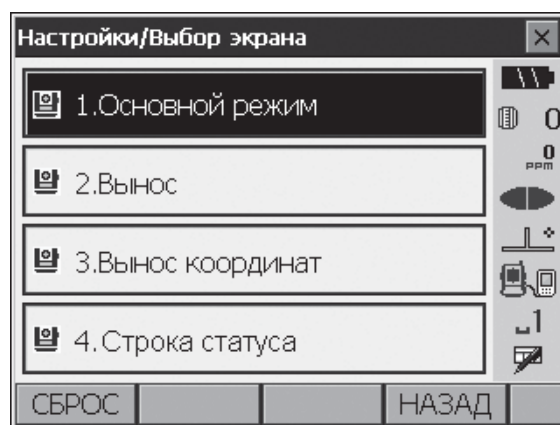 Настройки/Выбор экрана
1.Основной режим
0
0
PPM
2.Вынос
3.Вынос координат
1
4.Строка статуса
СБРОС НАЗАД